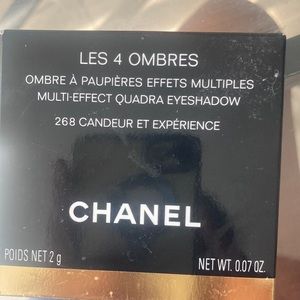 LES 4 OMBRES
OMBRE À PAUPIÈRES EFFETS MULTIPLES
MULTI-EFFECT QUADRA EYESHADOW
268 CANDEUR ET EXPÉRIENCE
CHANEL
POIDS NET 2 g NET WT. 0.07 OZ.